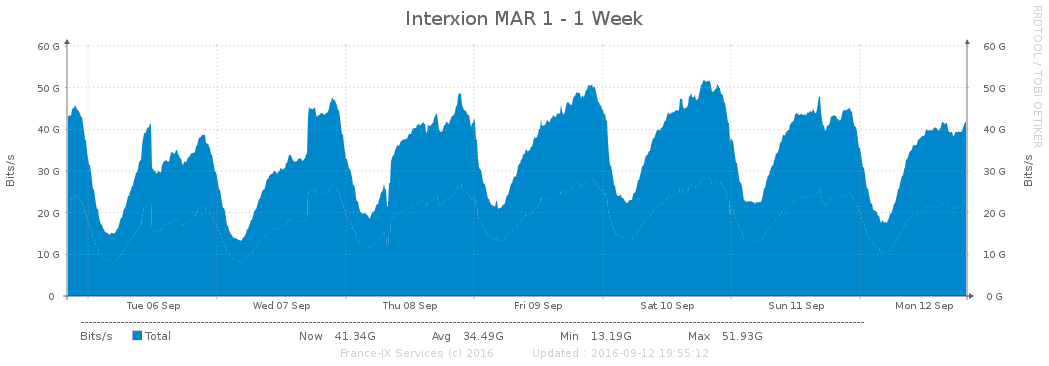 Interxion MAR 1 - 1 Week
RRDTOOL / TOBI OETIKER
60 G 60 G
50 G 50 G
40 G 40 G
30 G 30 G
20 G 20 G
10 G 10 G
0 0 G
Bits/s
Bits/s
Tue 06 Sep Wed 07 Sep Thu 08 Sep Fri 09 Sep Sat 10 Sep Sun 11 Sep Mon 12 Sep
Bits/s Total Now 41.34G Avg 34.49G Min 13.19G Max 51.93G
France-IX Services (c) 2016 Updated : 2016-09-12 19:55:12